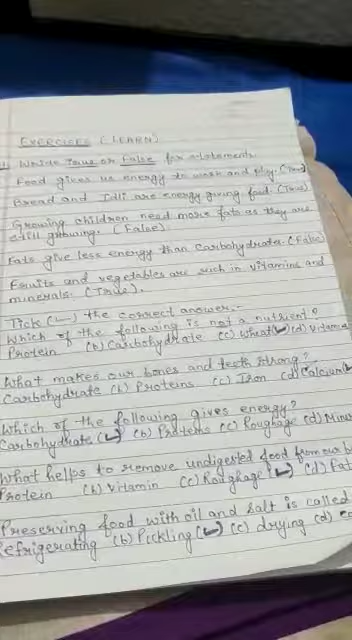 EXERCISES (LEARN)
1. Write True or False for statements
Food gives us energy to work and play. (True)
Bread and Idli are energy giving food. (True)
Growing children need more fats as they are
still growing. (False)
Fats give less energy than Carbohydrates. (False)
Fruits and vegetables are rich in vitamins and
minerals. (True).
Tick (✓) the correct answer:-
Which of the following is not a nutrient?
Protein (b) Carbohydrate (c) Wheat (✓) (d) Vitamin
What makes our bones and teeth strong?
Carbohydrate (b) Proteins (c) Iron (d) Calcium (✓
Which of the following gives energy?
Carbohydrate (✓) (b) Proteins (c) Roughage (d) Mine
What helps to remove undigested food from our b
Protein (b) Vitamin (c) Roughage (✓) (d) Fat
Preserving food with oil and salt is called
Refrigerating (b) Pickling (✓) (c) drying (d)